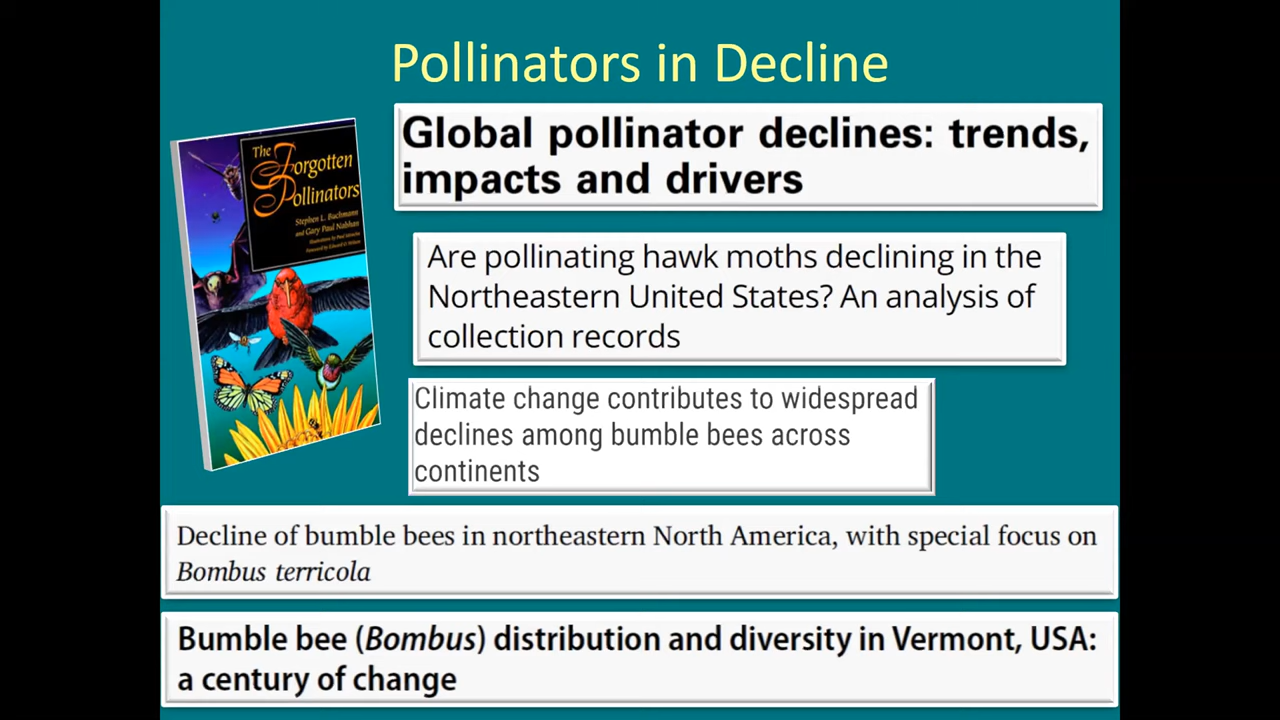 Pollinators in Decline
The
Forgotten
Pollinators
Stephen L. Buchmann
and Gary Paul Nabhan
Global pollinator declines: trends,
impacts and drivers
Are pollinating hawk moths declining in the
Northeastern United States? An analysis of
collection records
Climate change contributes to widespread
declines among bumble bees across
continents
Decline of bumble bees in northeastern North America, with special focus on
Bombus terricola
Bumble bee (Bombus) distribution and diversity in Vermont, USA:
a century of change